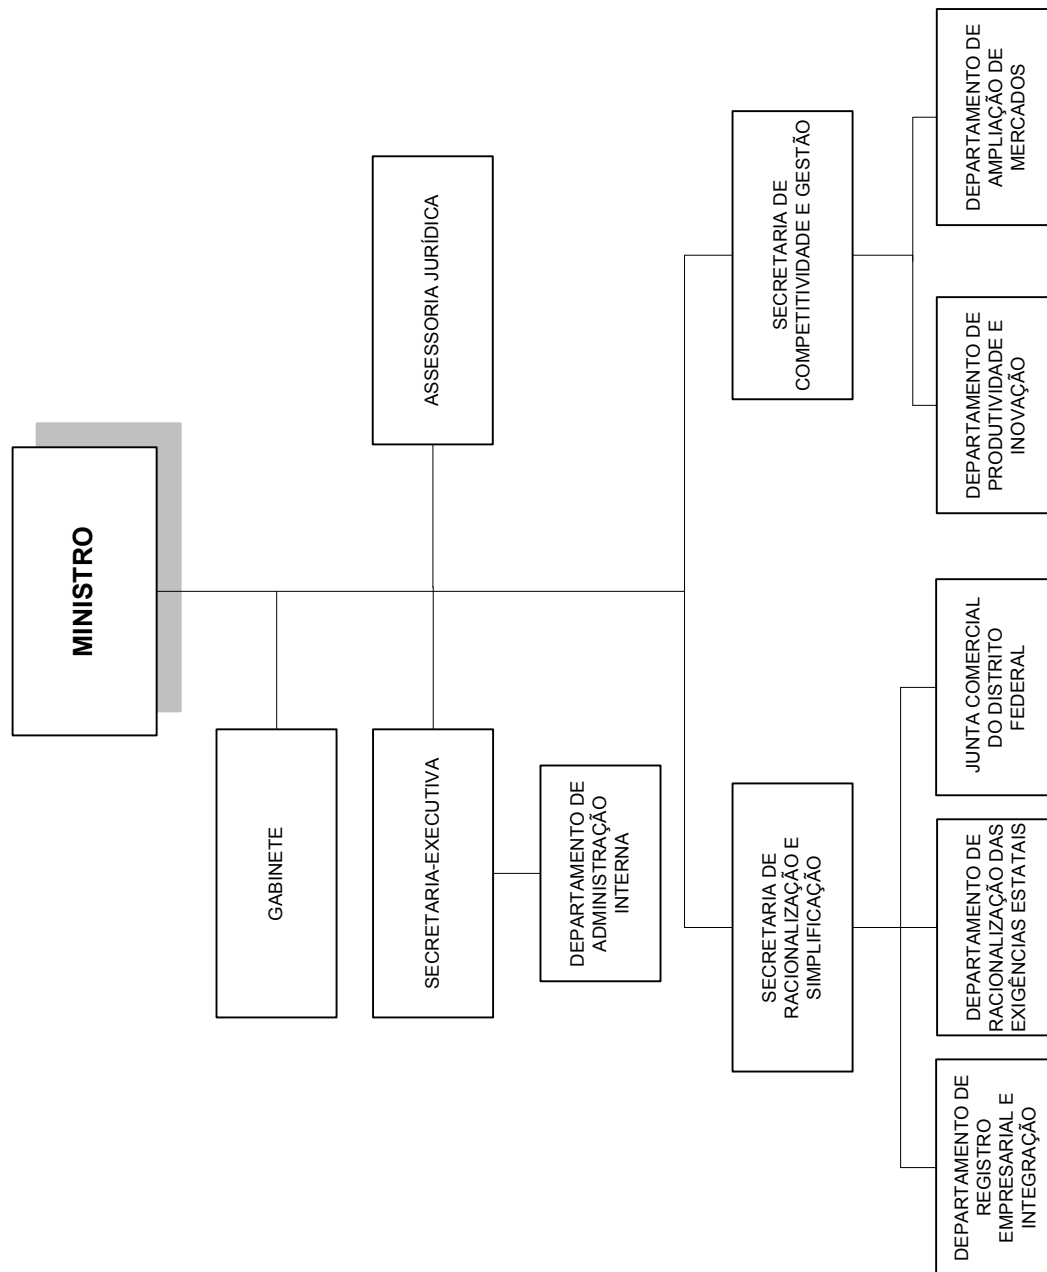 MINISTRO
GABINETE
SECRETARIA-EXECUTIVA
ASSESSORIA JURÍDICA
DEPARTAMENTO DE
ADMINISTRAÇÃO
INTERNA
SECRETARIA DE
RACIONALIZAÇÃO E
SIMPLIFICAÇÃO
SECRETARIA DE
COMPETITIVIDADE E GESTÃO
DEPARTAMENTO DE
REGISTRO
EMPRESARIAL E
INTEGRAÇÃO
DEPARTAMENTO DE
RACIONALIZAÇÃO DAS
EXIGÊNCIAS ESTATAIS
JUNTA COMERCIAL
DO DISTRITO
FEDERAL
DEPARTAMENTO DE
PRODUTIVIDADE E
INOVAÇÃO
DEPARTAMENTO DE
AMPLIAÇÃO DE
MERCADOS